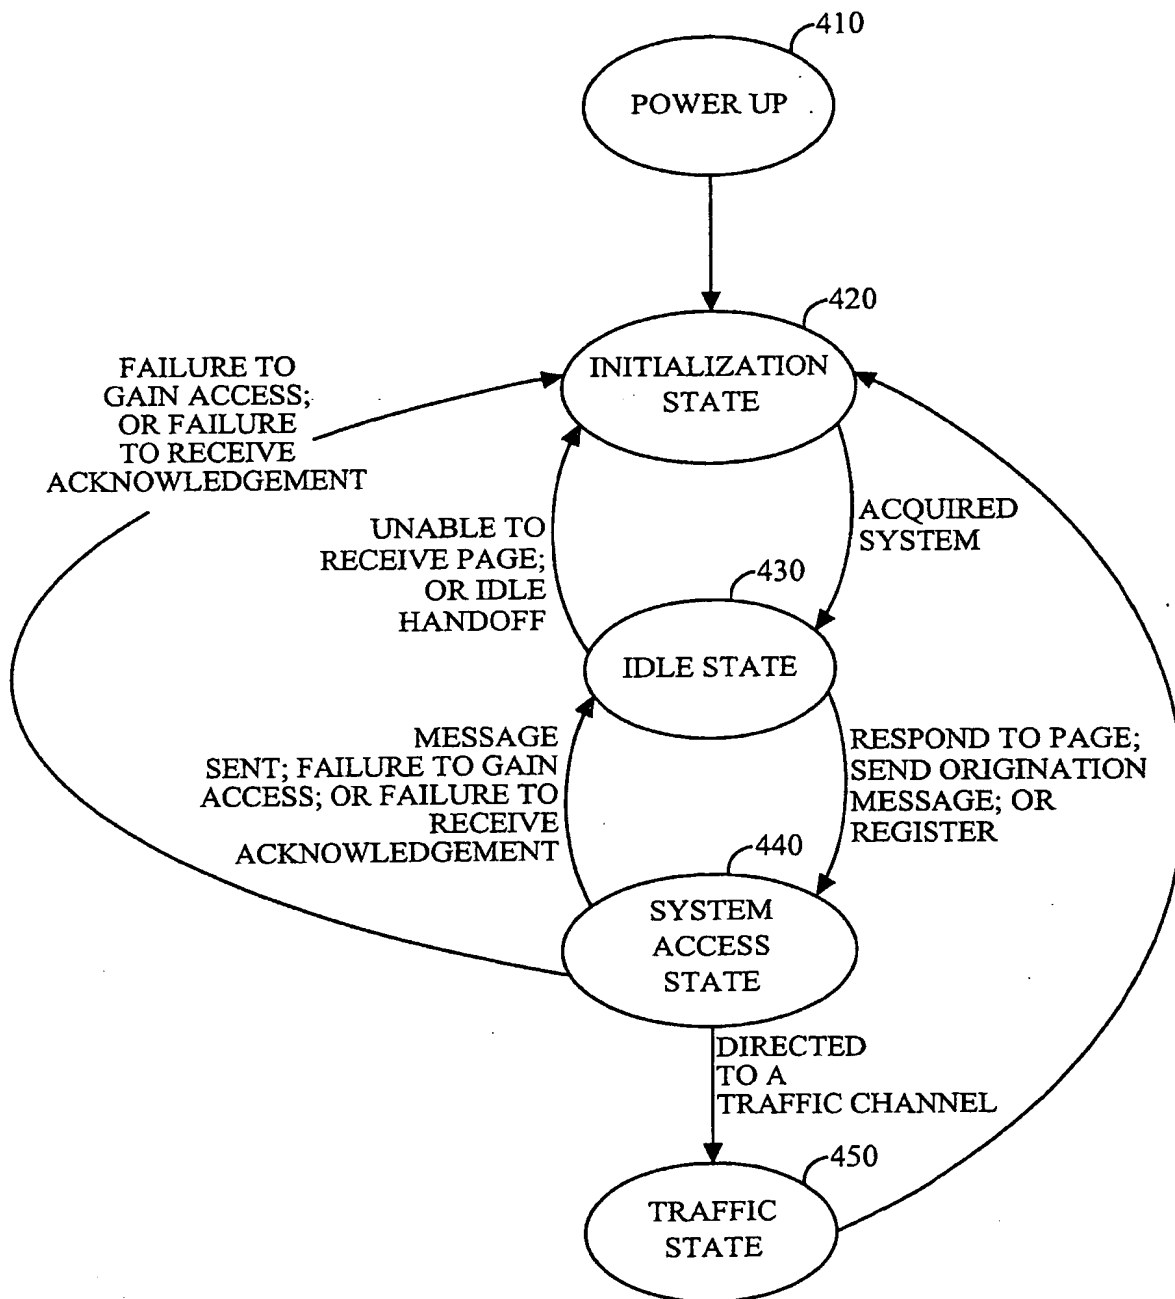 410
POWER UP
420
INITIALIZATION
STATE
FAILURE TO
GAIN ACCESS;
OR FAILURE
TO RECEIVE
ACKNOWLEDGEMENT
UNABLE TO
RECEIVE PAGE;
OR IDLE
HANDOFF
ACQUIRED
SYSTEM
430
IDLE STATE
MESSAGE
SENT; FAILURE TO GAIN
ACCESS; OR FAILURE TO
RECEIVE
ACKNOWLEDGEMENT
RESPOND TO PAGE;
SEND ORIGINATION
MESSAGE; OR
REGISTER
440
SYSTEM
ACCESS
STATE
DIRECTED
TO A
TRAFFIC CHANNEL
450
TRAFFIC
STATE